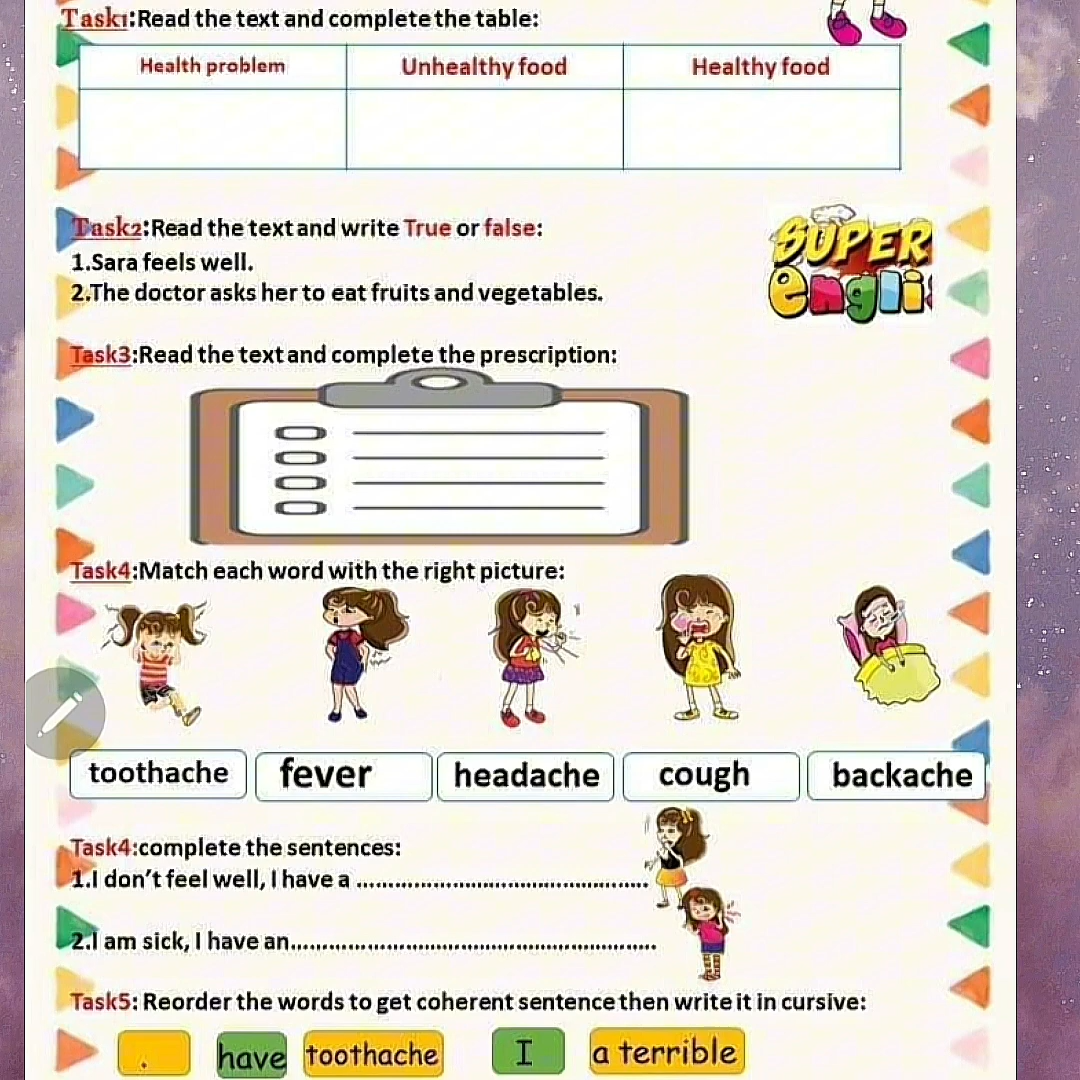 Task1:Read the text and complete the table:
Health problem Unhealthy food Healthy food
Task2:Read the text and write True or false:
1.Sara feels well.
2.The doctor asks her to eat fruits and vegetables.
SUPER
Engli
Task3:Read the text and complete the prescription:
Task4:Match each word with the right picture:
toothache fever headache cough backache
Task4:complete the sentences:
1.I don't feel well, I have a ..............................................
2.I am sick, I have an..........................................................
Task5: Reorder the words to get coherent sentence then write it in cursive:
. have toothache I a terrible